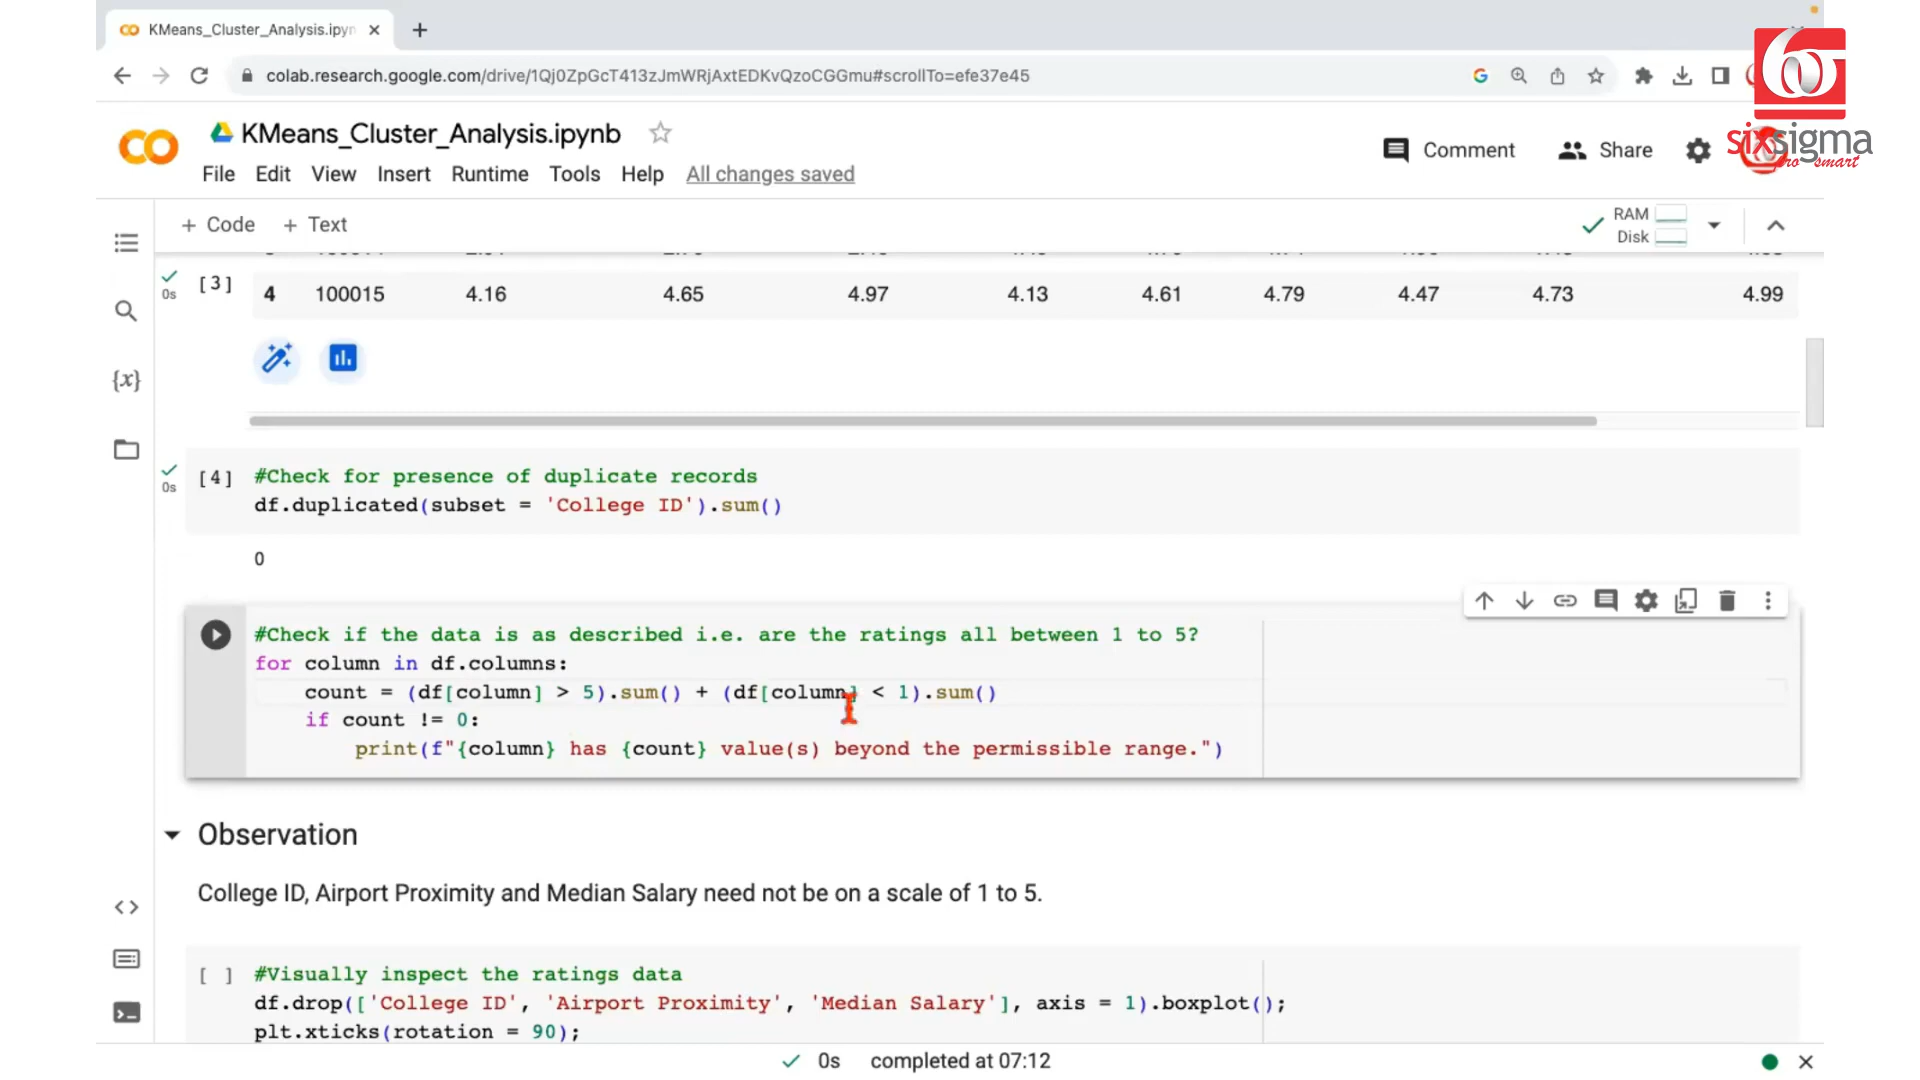 KMeans_Cluster_Analysis.ipyn
colab.research.google.com/drive/1Qj0ZpGcT413zJmWRjAxtEDKvQzoCGGmu#scrollTo=efe37e45
KMeans_Cluster_Analysis.ipynb
Comment
Share
sixsigma
pro smart
File Edit View Insert Runtime Tools Help All changes saved
+ Code + Text
RAM
Disk
[3]
0s
4 100015 4.16 4.65 4.97 4.13 4.61 4.79 4.47 4.73 4.99
{x}
[4] #Check for presence of duplicate records
0s
df.duplicated(subset = 'College ID').sum()
0
#Check if the data is as described i.e. are the ratings all between 1 to 5?
for column in df.columns:
count = (df[column] > 5).sum() + (df[column] < 1).sum()
if count != 0:
print(f"{column} has {count} value(s) beyond the permissible range.")
Observation
College ID, Airport Proximity and Median Salary need not be on a scale of 1 to 5.
[ ] #Visually inspect the ratings data
df.drop(['College ID', 'Airport Proximity', 'Median Salary'], axis = 1).boxplot();
plt.xticks(rotation = 90);
0s completed at 07:12